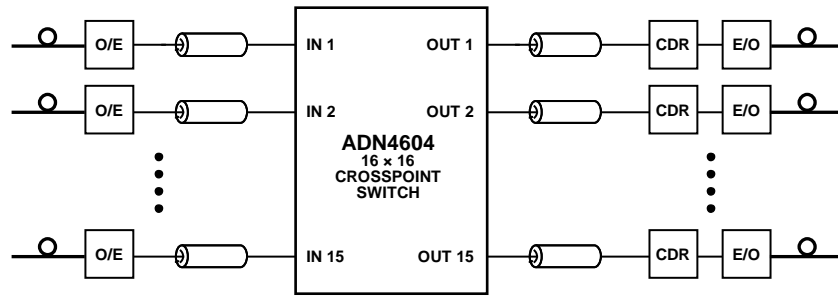 O/E IN 1 OUT 1 CDR E/O
O/E IN 2 OUT 2 CDR E/O
ADN4604
16 × 16
CROSSPOINT
SWITCH
O/E IN 15 OUT 15 CDR E/O